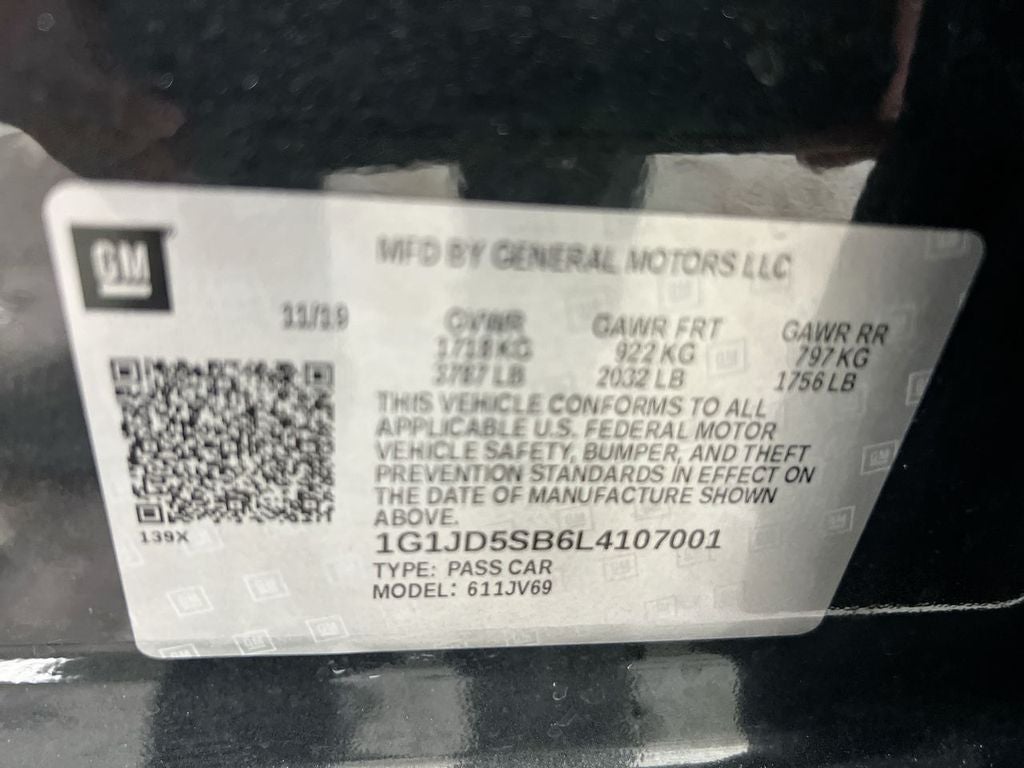 GM
MFD BY GENERAL MOTORS LLC
11/19
GVWR GAWR FRT GAWR RR
1718 KG 922 KG 797 KG
3787 LB 2032 LB 1756 LB
THIS VEHICLE CONFORMS TO ALL
APPLICABLE U.S. FEDERAL MOTOR
VEHICLE SAFETY, BUMPER, AND THEFT
PREVENTION STANDARDS IN EFFECT ON
THE DATE OF MANUFACTURE SHOWN
ABOVE.
139X
1G1JD5SB6L4107001
TYPE: PASS CAR
MODEL: 611JV69